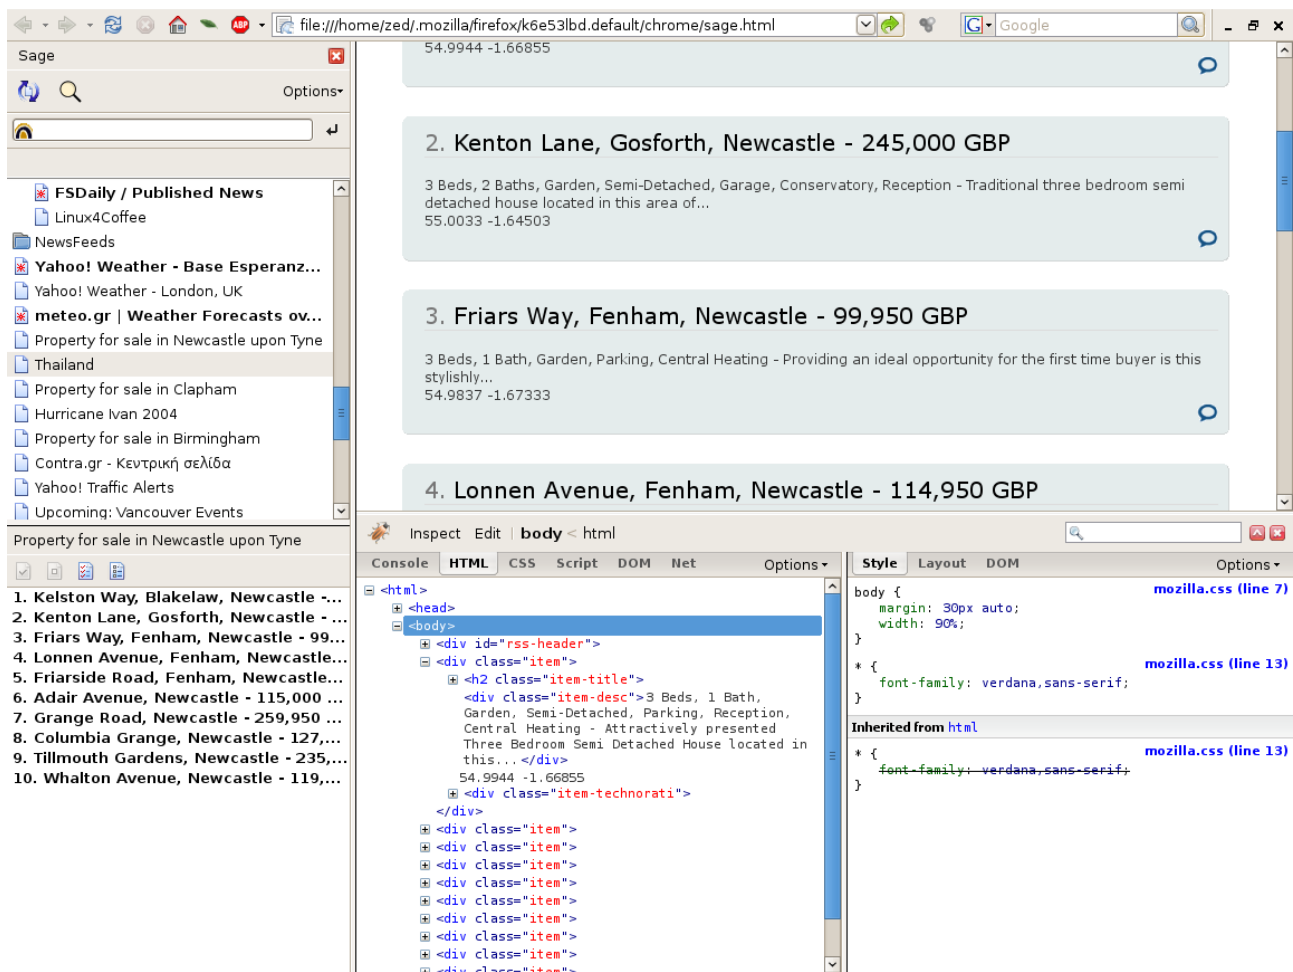 file:///home/zed/.mozilla/firefox/k6e53lbd.default/chrome/sage.html
G
Google
ABP
Sage
Options
FSDaily / Published News
Linux4Coffee
NewsFeeds
Yahoo! Weather - Base Esperanz...
Yahoo! Weather - London, UK
meteo.gr | Weather Forecasts ov...
Property for sale in Newcastle upon Tyne
Thailand
Property for sale in Clapham
Hurricane Ivan 2004
Property for sale in Birmingham
Contra.gr - Κεντρική σελίδα
Yahoo! Traffic Alerts
Upcoming: Vancouver Events
Property for sale in Newcastle upon Tyne
1. Kelston Way, Blakelaw, Newcastle -...
2. Kenton Lane, Gosforth, Newcastle - ...
3. Friars Way, Fenham, Newcastle - 99...
4. Lonnen Avenue, Fenham, Newcastle...
5. Friarside Road, Fenham, Newcastle...
6. Adair Avenue, Newcastle - 115,000 ...
7. Grange Road, Newcastle - 259,950 ...
8. Columbia Grange, Newcastle - 127,...
9. Tillmouth Gardens, Newcastle - 235,...
10. Whalton Avenue, Newcastle - 119,...
54.9944 -1.66855
2. Kenton Lane, Gosforth, Newcastle - 245,000 GBP
3 Beds, 2 Baths, Garden, Semi-Detached, Garage, Conservatory, Reception - Traditional three bedroom semi
detached house located in this area of...
55.0033 -1.64503
3. Friars Way, Fenham, Newcastle - 99,950 GBP
3 Beds, 1 Bath, Garden, Parking, Central Heating - Providing an ideal opportunity for the first time buyer is this
stylishly...
54.9837 -1.67333
4. Lonnen Avenue, Fenham, Newcastle - 114,950 GBP
Inspect Edit | body < html
Console HTML CSS Script DOM Net Options
<html>
<head>
<body>
<div id="rss-header">
<div class="item">
<h2 class="item-title">
<div class="item-desc">3 Beds, 1 Bath,
Garden, Semi-Detached, Parking, Reception,
Central Heating - Attractively presented
Three Bedroom Semi Detached House located in
this...</div>
54.9944 -1.66855
<div class="item-technorati">
</div>
<div class="item">
<div class="item">
<div class="item">
<div class="item">
<div class="item">
<div class="item">
<div class="item">
<div class="item">
<div class="item">
Style Layout DOM Options
body { mozilla.css (line 7)
margin: 30px auto;
width: 90%;
}
* { mozilla.css (line 13)
font-family: verdana,sans-serif;
}
Inherited from html
* { mozilla.css (line 13)
font-family: verdana,sans-serif;
}